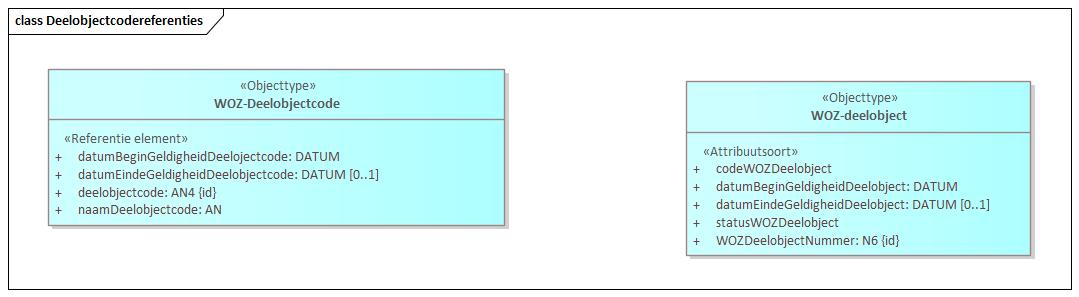 class Deelobjectcodereferenties
«Objecttype»
WOZ-Deelobjectcode
«Referentie element»
+ datumBeginGeldigheidDeelojectcode: DATUM
+ datumEindeGeldigheidDeelobjectcode: DATUM [0..1]
+ deelobjectcode: AN4 {id}
+ naamDeelobjectcode: AN
«Objecttype»
WOZ-deelobject
«Attribuutsoort»
+ codeWOZDeelobject
+ datumBeginGeldigheidDeelobject: DATUM
+ datumEindeGeldigheidDeelobject: DATUM [0..1]
+ statusWOZDeelobject
+ WOZDeelobjectNummer: N6 {id}